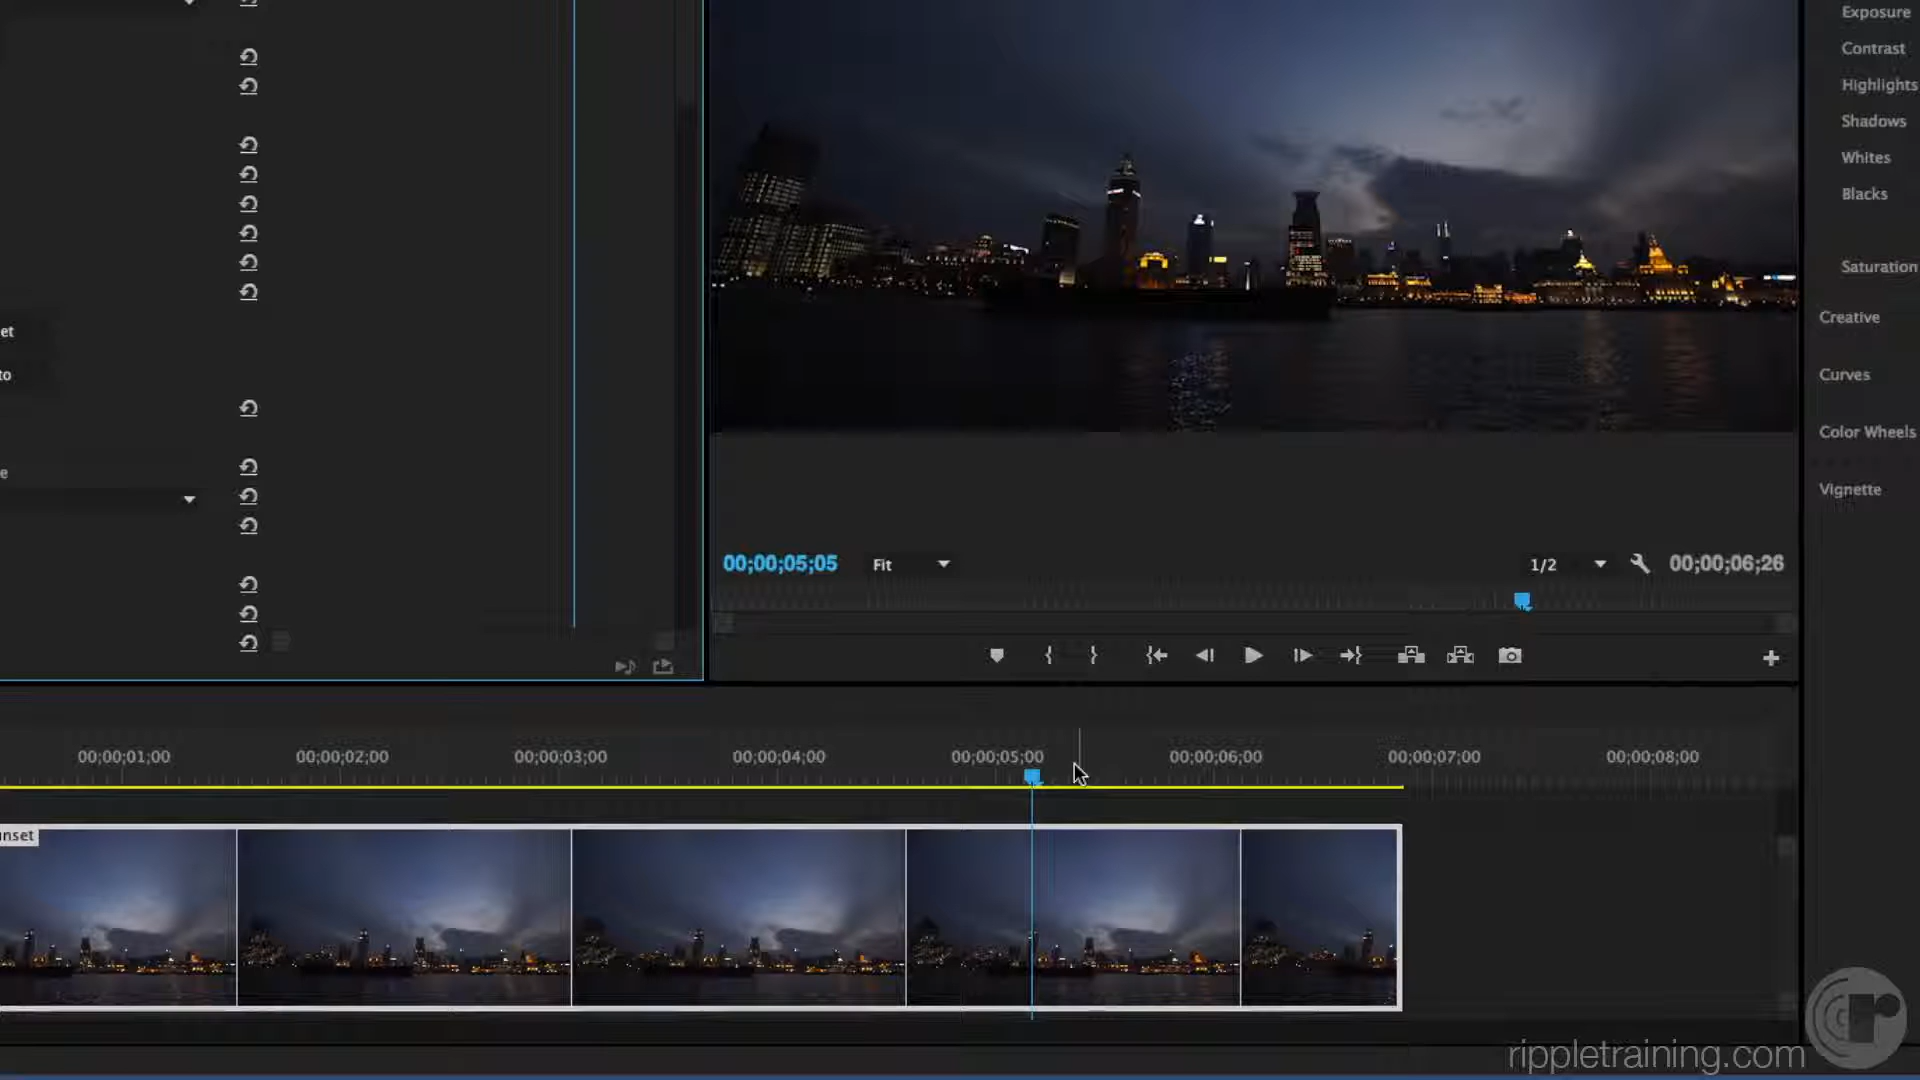 Exposure
Contrast
Highlights
Shadows
Whites
Blacks
Saturation
et
Creative
to
Curves
Color Wheels
e
Vignette
00;00;05;05
Fit
1/2
00;00;06;26
00;00;01;00
00;00;02;00
00;00;03;00
00;00;04;00
00;00;05;00
00;00;06;00
00;00;07;00
00;00;08;00
unset
rippletraining.com